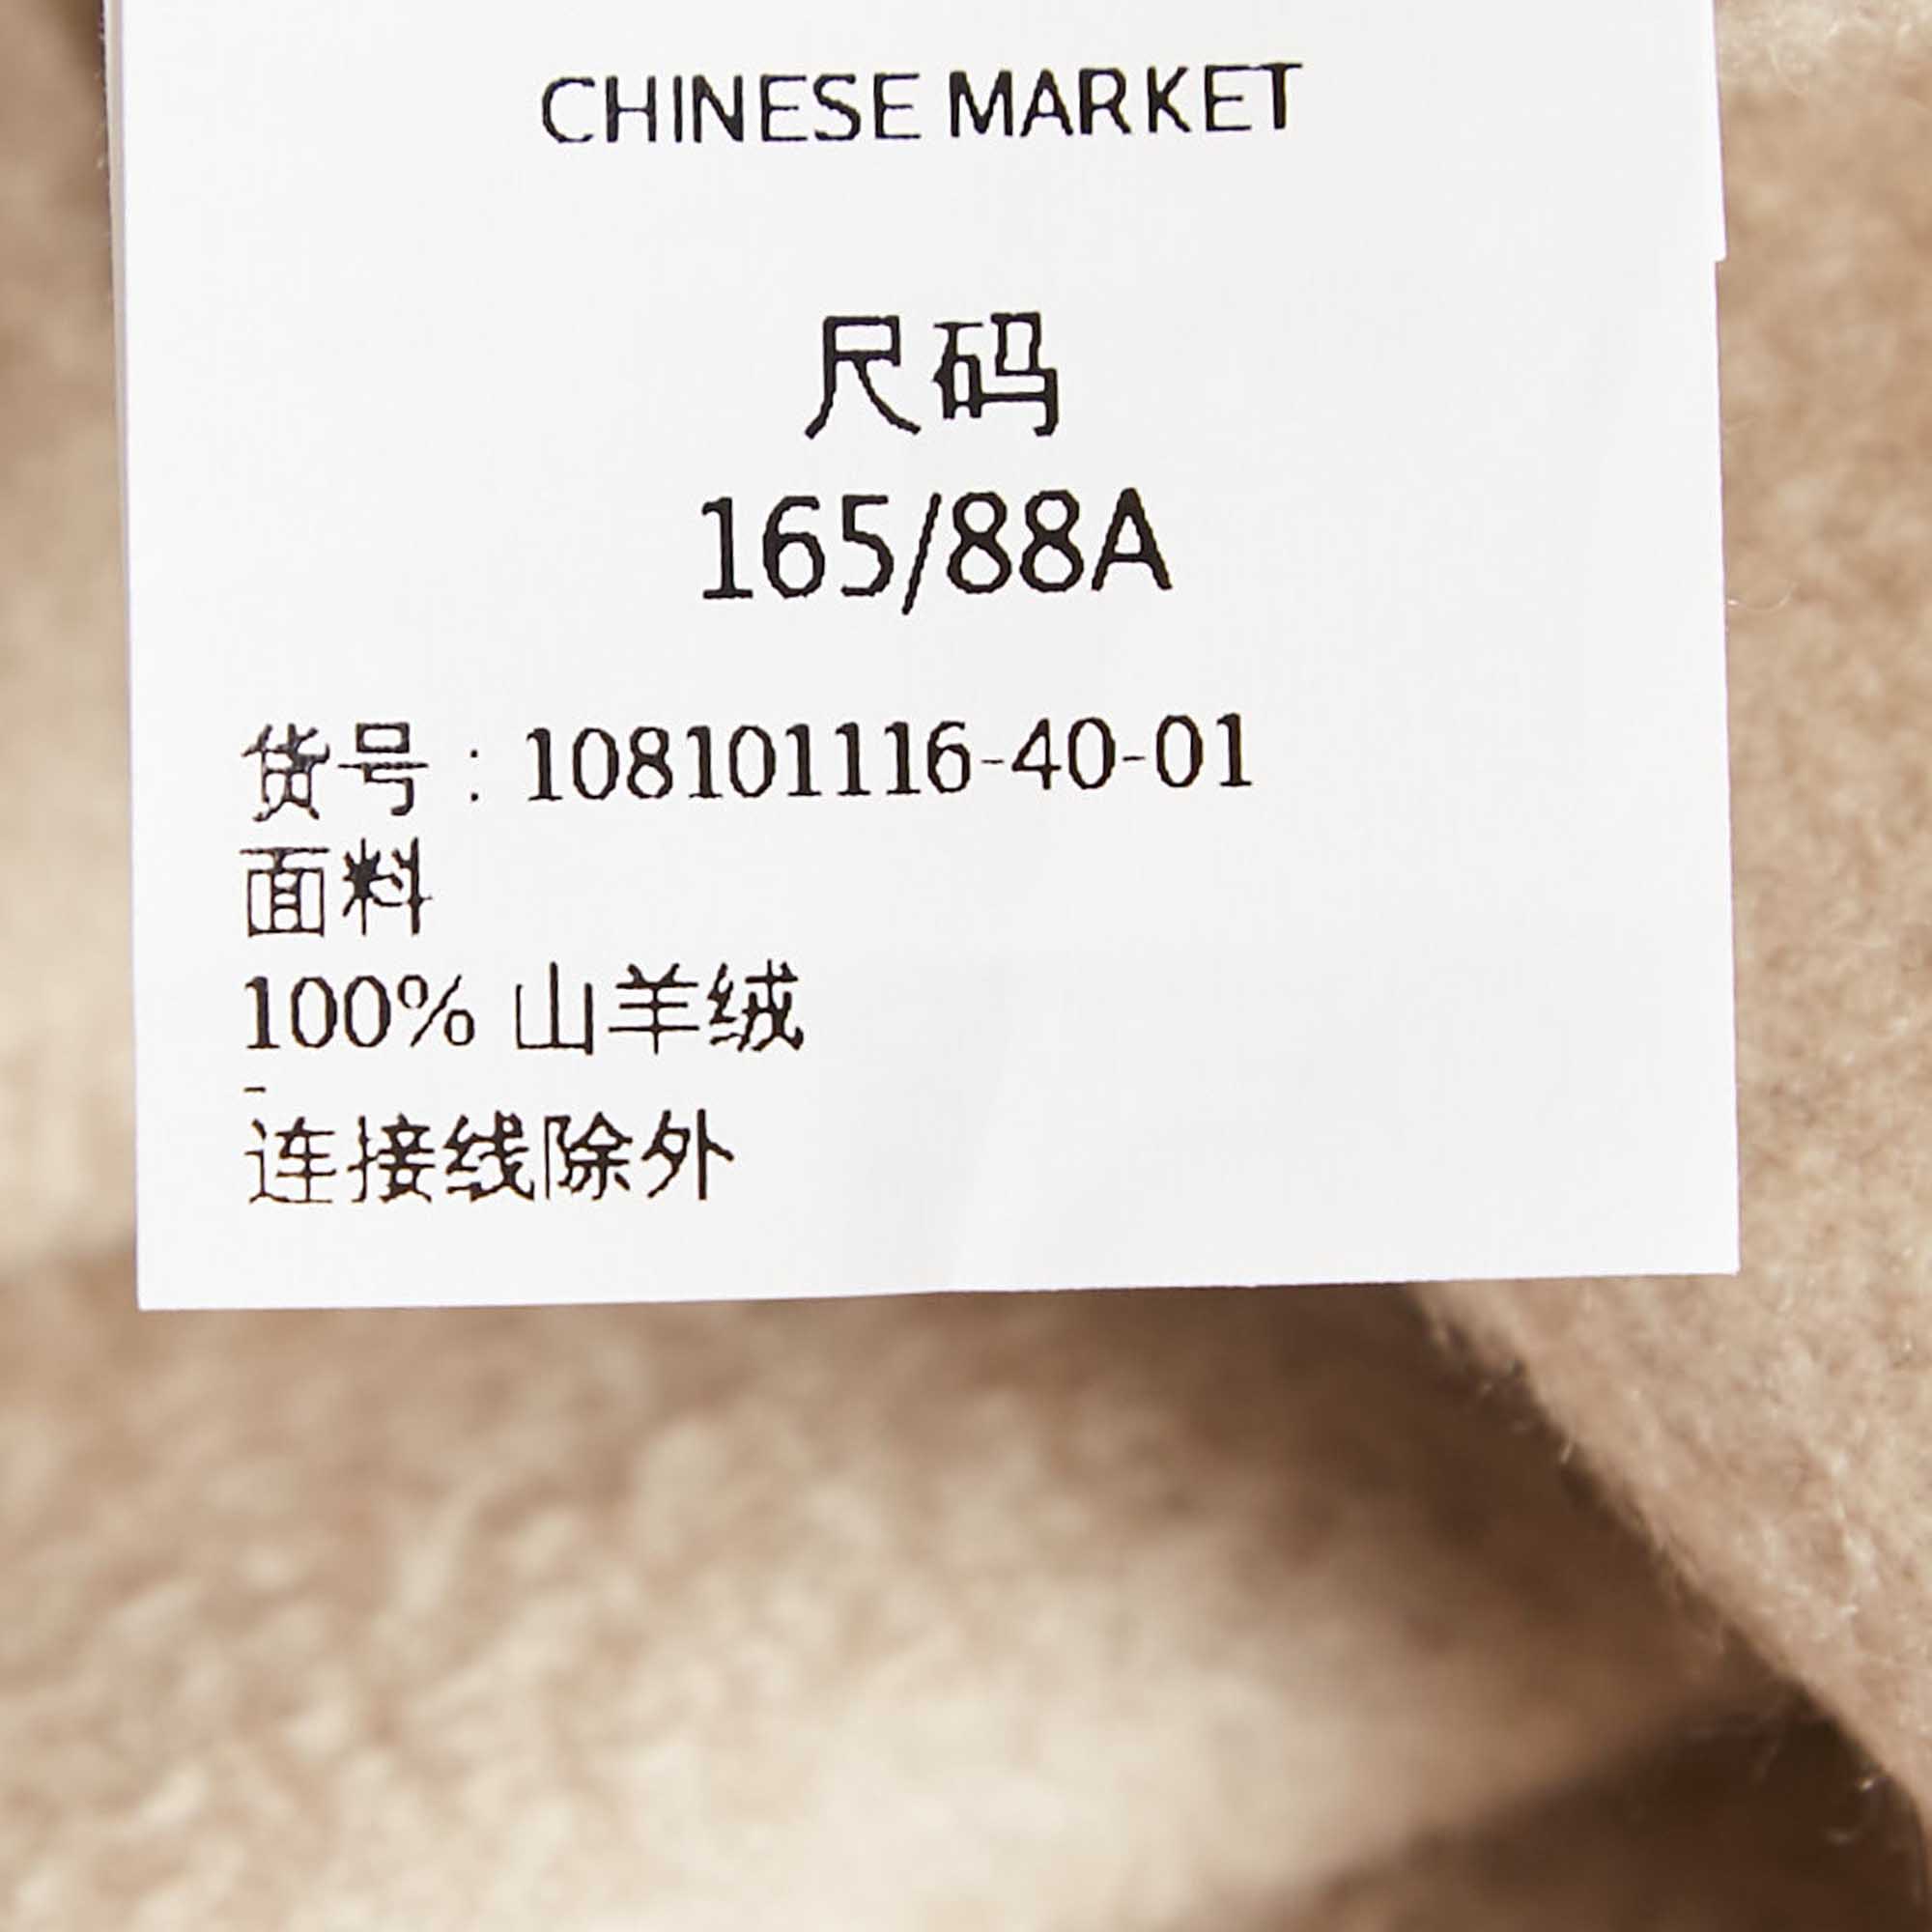 CHINESE MARKET
尺码
165/88A
货号：108101116-40-01
面料
100% 山羊绒
-
连接线除外